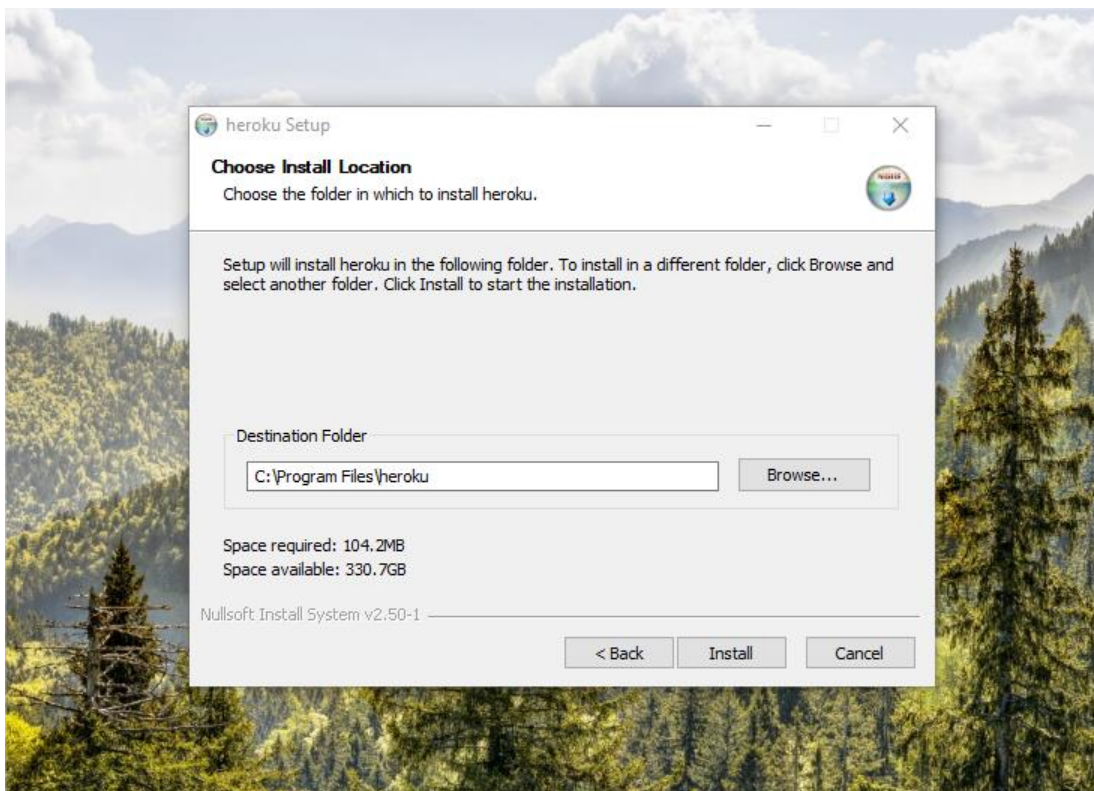 heroku Setup
Choose Install Location
Choose the folder in which to install heroku.
Setup will install heroku in the following folder. To install in a different folder, click Browse and
select another folder. Click Install to start the installation.
Destination Folder
C:\Program Files\heroku
Browse...
Space required: 104.2MB
Space available: 330.7GB
Nullsoft Install System v2.50-1
< Back Install Cancel